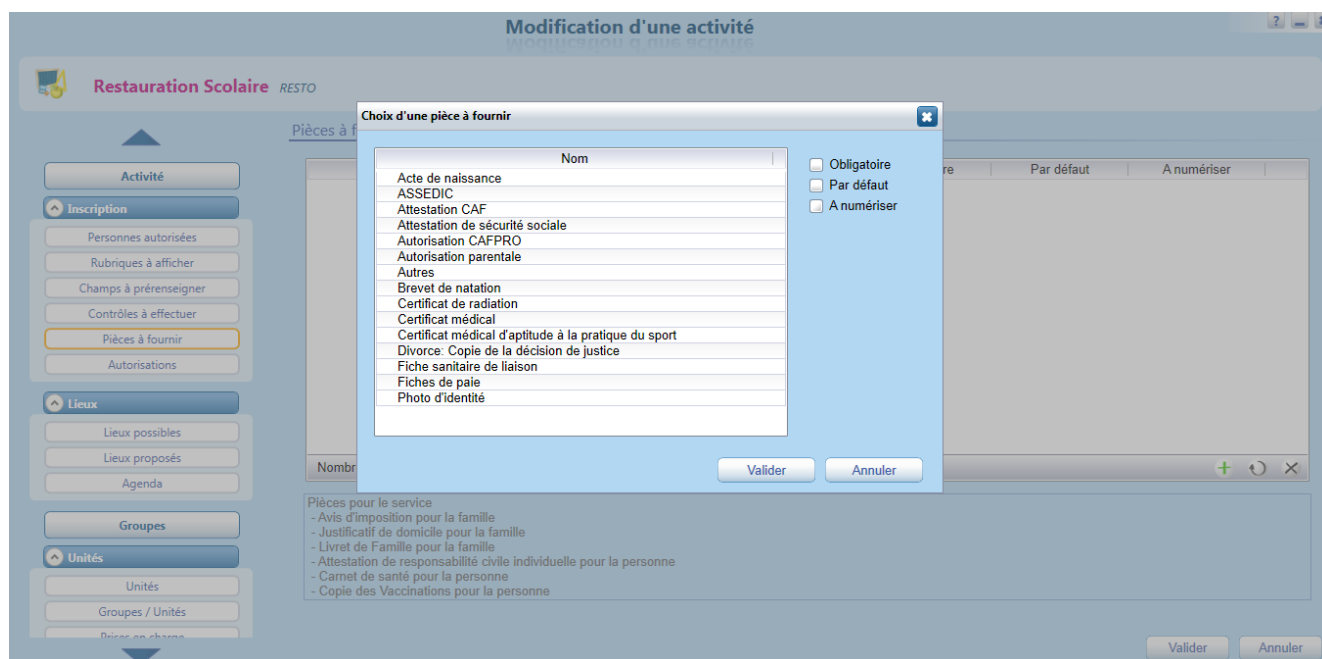 Modification d'une activité
?
Restauration Scolaire RESTO
Pièces à f
Activité
Inscription
Personnes autorisées
Rubriques à afficher
Champs à prérenseigner
Contrôles à effectuer
Pièces à fournir
Autorisations
Lieux
Lieux possibles
Lieux proposés
Agenda
Groupes
Unités
Unités
Groupes / Unités
Prises en charge
Choix d'une pièce à fournir
Nom
Acte de naissance
ASSEDIC
Attestation CAF
Attestation de sécurité sociale
Autorisation CAFPRO
Autorisation parentale
Autres
Brevet de natation
Certificat de radiation
Certificat médical
Certificat médical d'aptitude à la pratique du sport
Divorce: Copie de la décision de justice
Fiche sanitaire de liaison
Fiches de paie
Photo d'identité
Obligatoire
Par défaut
A numériser
Valider Annuler
re Par défaut A numériser
Nombr
Pièces pour le service
- Avis d'imposition pour la famille
- Justificatif de domicile pour la famille
- Livret de Famille pour la famille
- Attestation de responsabilité civile individuelle pour la personne
- Carnet de santé pour la personne
- Copie des Vaccinations pour la personne
Valider Annuler